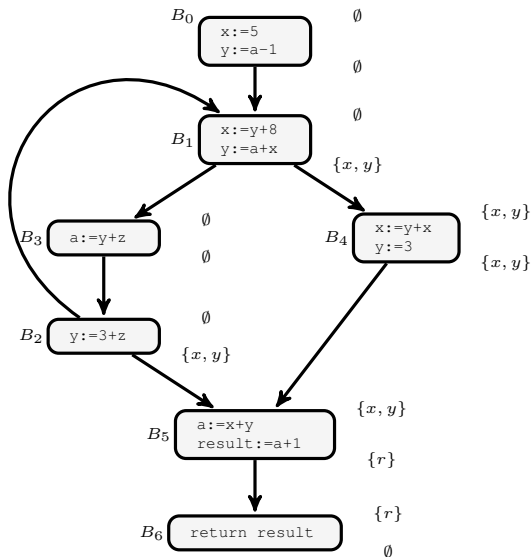 B0
x:=5
y:=a−1
∅
∅
B1
x:=y+8
y:=a+x
∅
{x, y}
B3
a:=y+z
∅
∅
B4
x:=y+x
y:=3
{x, y}
{x, y}
B2
y:=3+z
∅
{x, y}
B5
a:=x+y
result:=a+1
{x, y}
{r}
B6
return result
{r}
∅